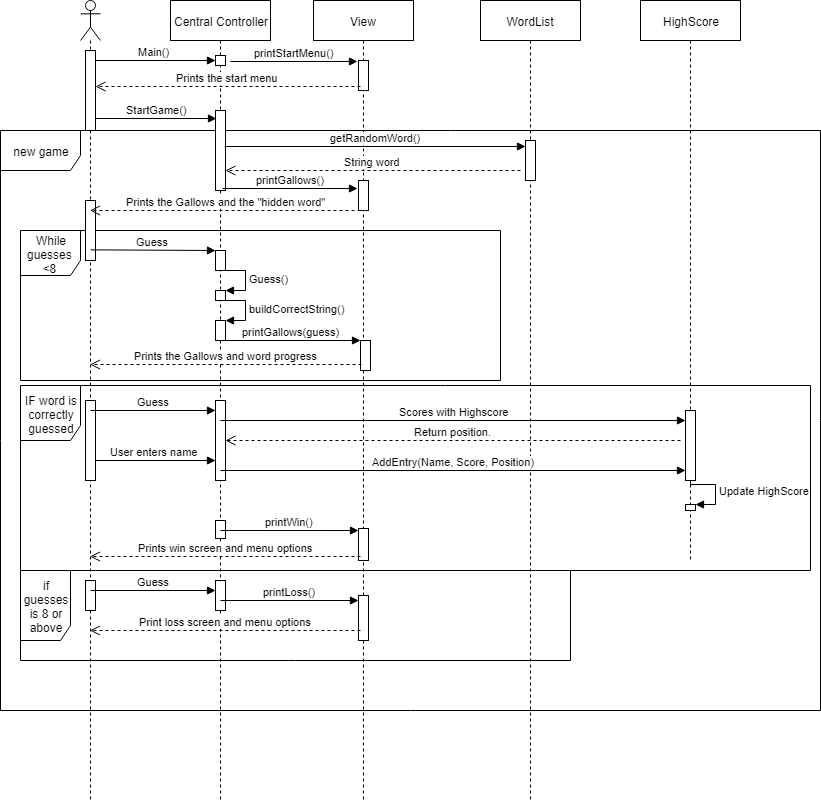 Central Controller
View
WordList
HighScore
Main()
printStartMenu()
Prints the start menu
StartGame()
new game
getRandomWord()
String word
printGallows()
Prints the Gallows and the "hidden word"
While
guesses
<8
Guess
Guess()
buildCorrectString()
printGallows(guess)
Prints the Gallows and word progress
IF word is
correctly
guessed
Guess
Scores with Highscore
Return position.
User enters name
AddEntry(Name, Score, Position)
Update HighScore
printWin()
Prints win screen and menu options
if
guesses
is 8 or
above
Guess
printLoss()
Print loss screen and menu options